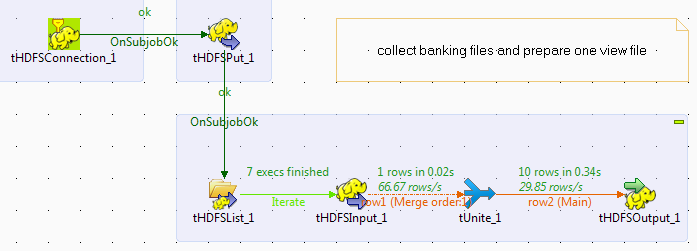 ok
OnSubjobOk
tHDFSConnection_1
tHDFSPut_1
collect banking files and prepare one view file
ok
OnSubjobOk
7 execs finished
1 rows in 0.02s
10 rows in 0.34s
66.67 rows/s
29.85 rows/s
Iterate
row1 (Merge order:1)
row2 (Main)
tHDFSList_1
tHDFSInput_1
tUnite_1
tHDFSOutput_1